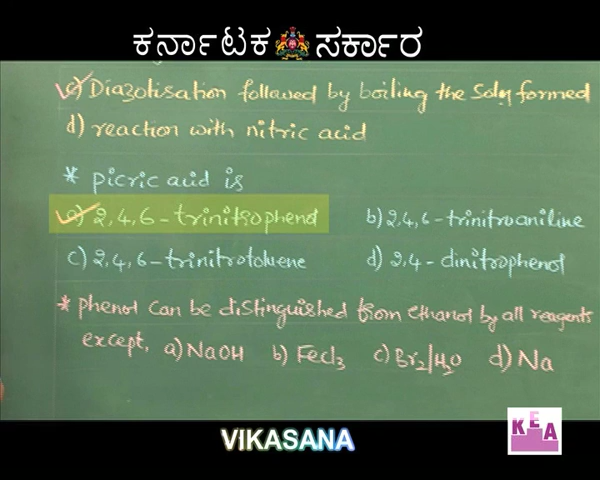 ಕರ್ನಾಟಕ ಸರ್ಕಾರ
c) Diazotisation followed by boiling the soln formed
d) reaction with nitric acid
* picric acid is
a) 2,4,6-trinitrophenol b) 2,4,6-trinitroaniline
c) 2,4,6-trinitrotoluene d) 2,4-dinitrophenol
* phenol can be distinguished from ethanol by all reagents
except, a) NaOH b) FeCl3 c) Br2/H2O d) Na
KEA
VIKASANA